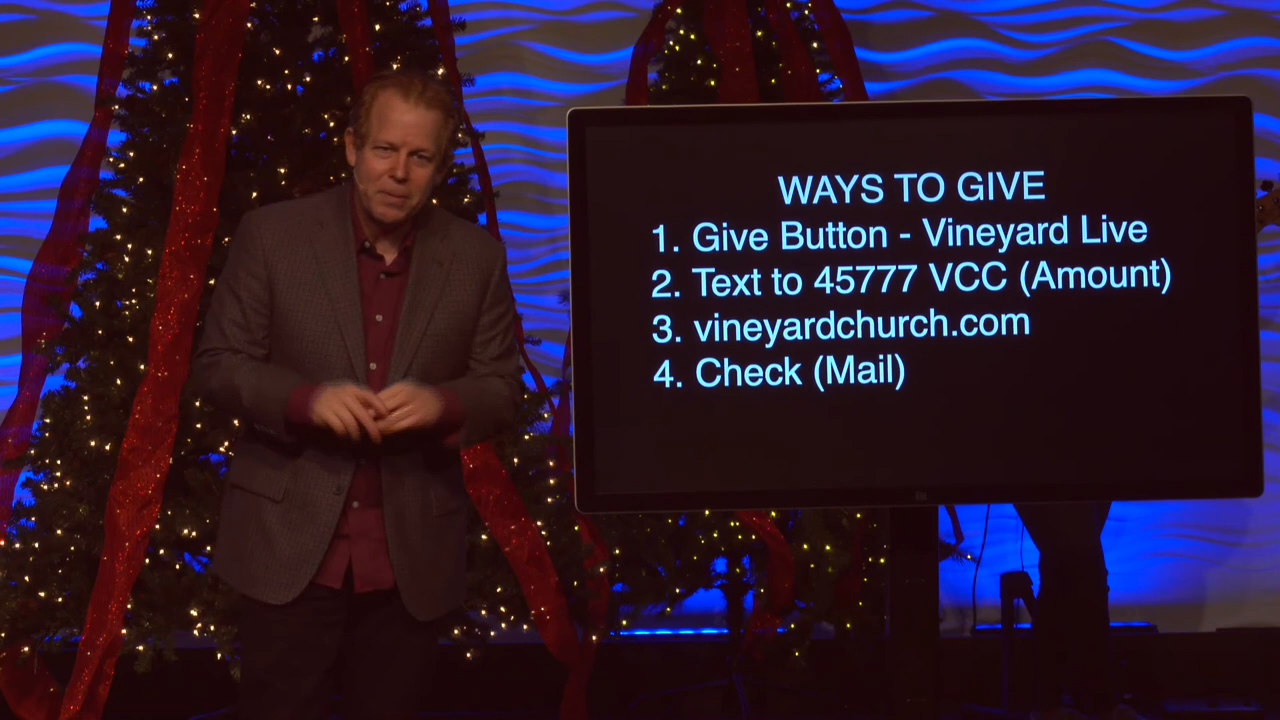 WAYS TO GIVE
1. Give Button - Vineyard Live
2. Text to 45777 VCC (Amount)
3. vineyardchurch.com
4. Check (Mail)